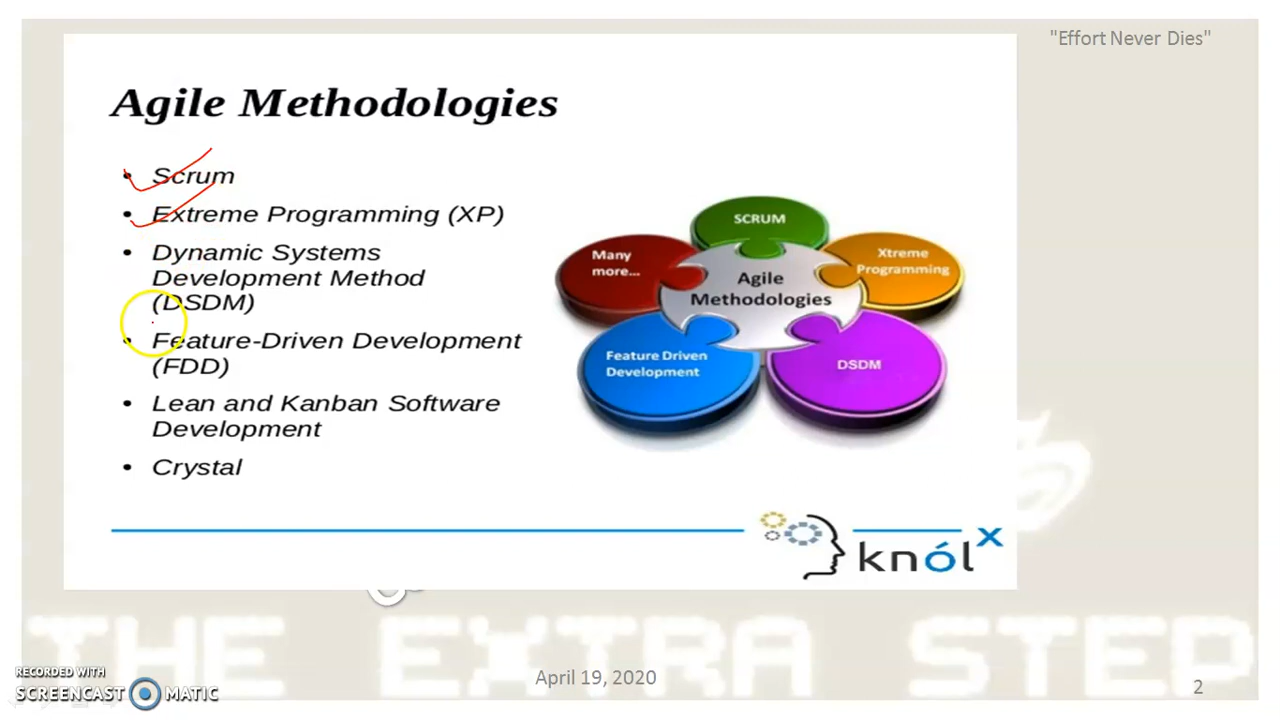 "Effort Never Dies"
Agile Methodologies
• Scrum
• Extreme Programming (XP)
• Dynamic Systems
Development Method
(DSDM)
• Feature-Driven Development
(FDD)
• Lean and Kanban Software
Development
• Crystal
SCRUM
Many
more...
Xtreme
Programming
Agile
Methodologies
Feature Driven
Development
DSDM
knólx
THE EXTRA STEP
RECORDED WITH
SCREENCAST MATIC
April 19, 2020
2